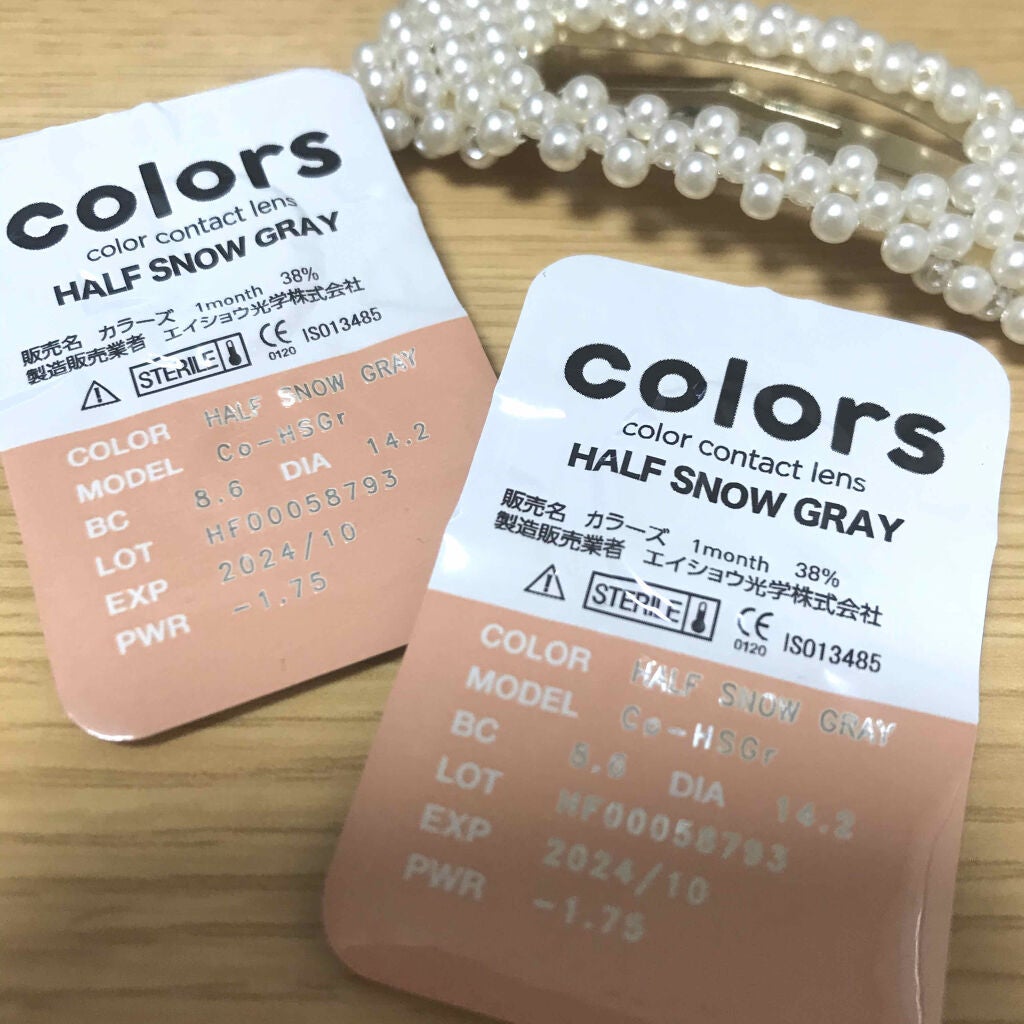 colors
color contact lens
HALF SNOW GRAY
販売名 カラーズ 1month 38%
製造販売業者 エイショウ光学株式会社
STERILE CE 0120 ISO13485
COLOR HALF SNOW GRAY
MODEL Co-HSGr
BC 8.6 DIA 14.2
LOT HF00058793
EXP 2024/10
PWR -1.75
colors
color contact lens
HALF SNOW GRAY
販売名 カラーズ 1month 38%
製造販売業者 エイショウ光学株式会社
STERILE CE 0120 ISO13485
COLOR HALF SNOW GRAY
MODEL Co-HSGr
BC 8.6 DIA 14.2
LOT HF00058793
EXP 2024/10
PWR -1.75